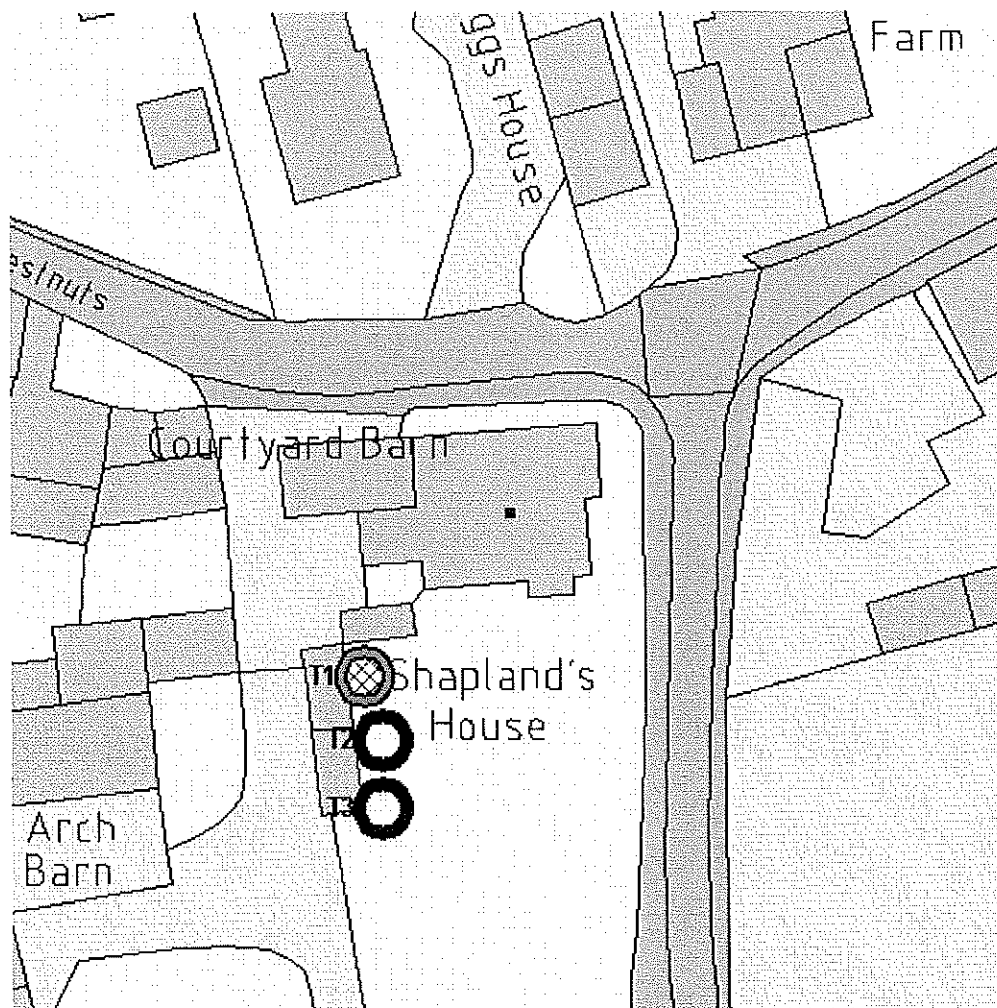 Farm
ggs House
estnuts
Courtyard Barn
T1
Shapland's
House
T2
T3
Arch
Barn